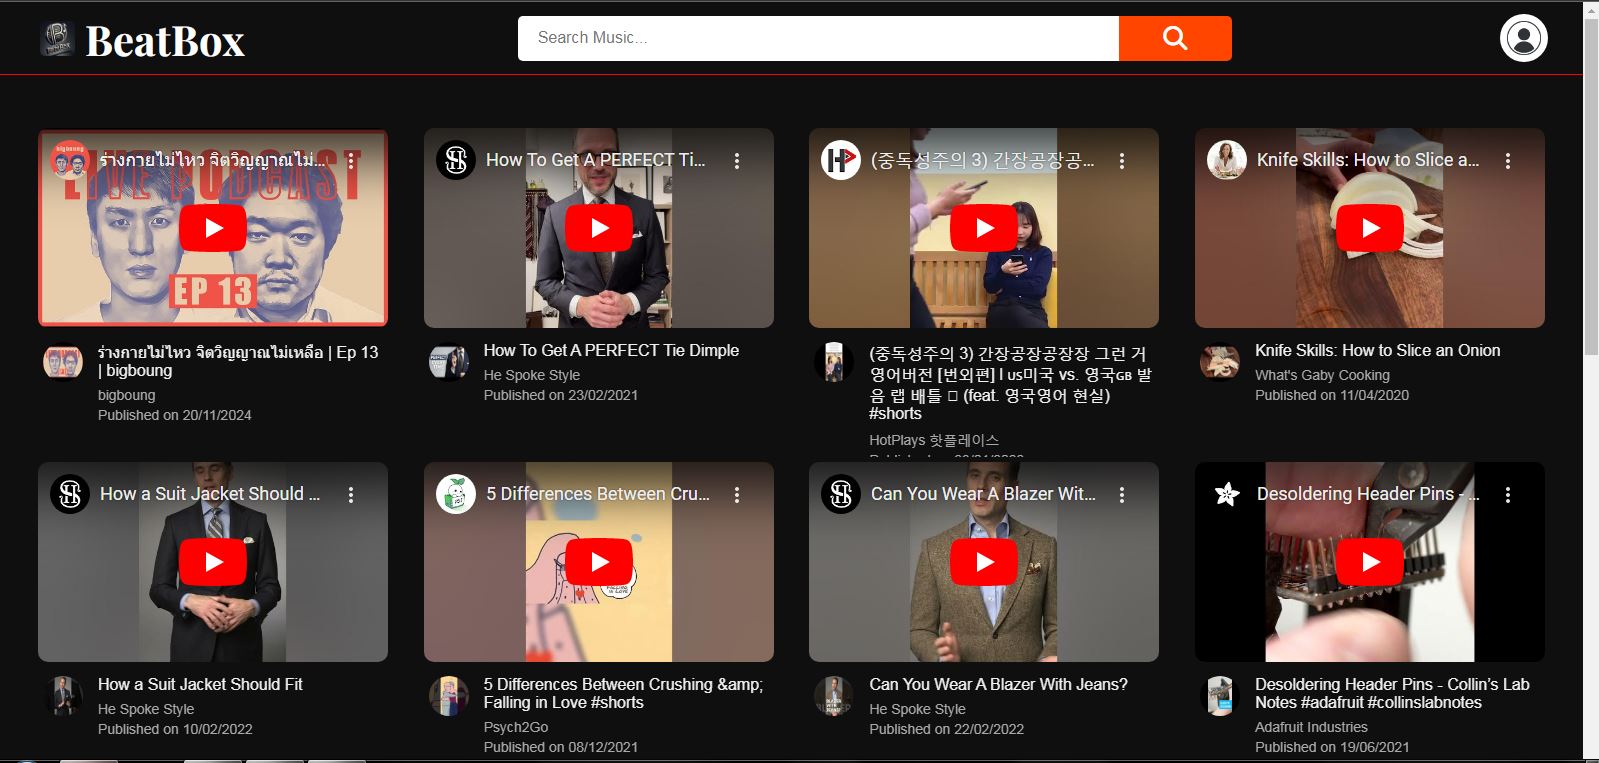 BeatBox
Search Music...
bigboung
ร่างกายไม่ไหว จิตวิญญาณไม่...
LIVE PODCAST
EP 13
How To Get A PERFECT Ti...
(중독성주의 3) 간장공장공...
Knife Skills: How to Slice a...
ร่างกายไม่ไหว จิตวิญญาณไม่เหลือ | Ep 13
| bigboung
bigboung
Published on 20/11/2024
How To Get A PERFECT Tie Dimple
He Spoke Style
Published on 23/02/2021
(중독성주의 3) 간장공장공장장 그런 거
영어버전 [번외편] l us미국 vs. 영국GB 발
음 랩 배틀 (feat. 영국영어 현실)
#shorts
HotPlays 핫플레이스
Knife Skills: How to Slice an Onion
What's Gaby Cooking
Published on 11/04/2020
How a Suit Jacket Should ...
5 Differences Between Cru...
Can You Wear A Blazer Wit...
Desoldering Header Pins - ...
How a Suit Jacket Should Fit
He Spoke Style
Published on 10/02/2022
5 Differences Between Crushing &amp;
Falling in Love #shorts
Psych2Go
Published on 08/12/2021
Can You Wear A Blazer With Jeans?
He Spoke Style
Published on 22/02/2022
Desoldering Header Pins - Collin's Lab
Notes #adafruit #collinslabnotes
Adafruit Industries
Published on 19/06/2021